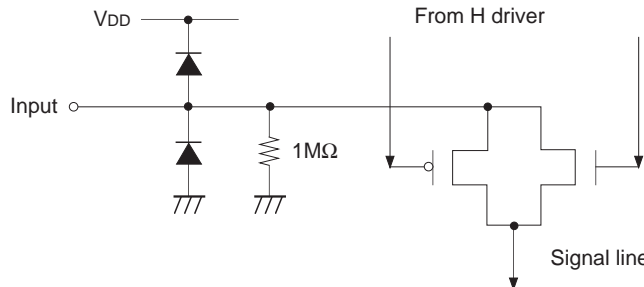 VDD
From H driver
Input
1MΩ
Signal line